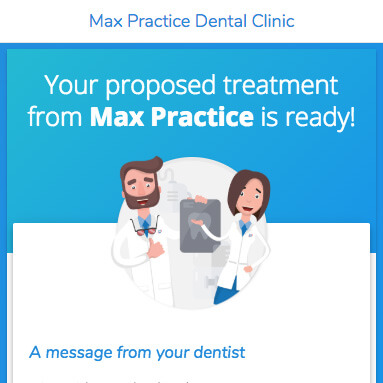 Max Practice Dental Clinic
Your proposed treatment
from Max Practice is ready!
A message from your dentist